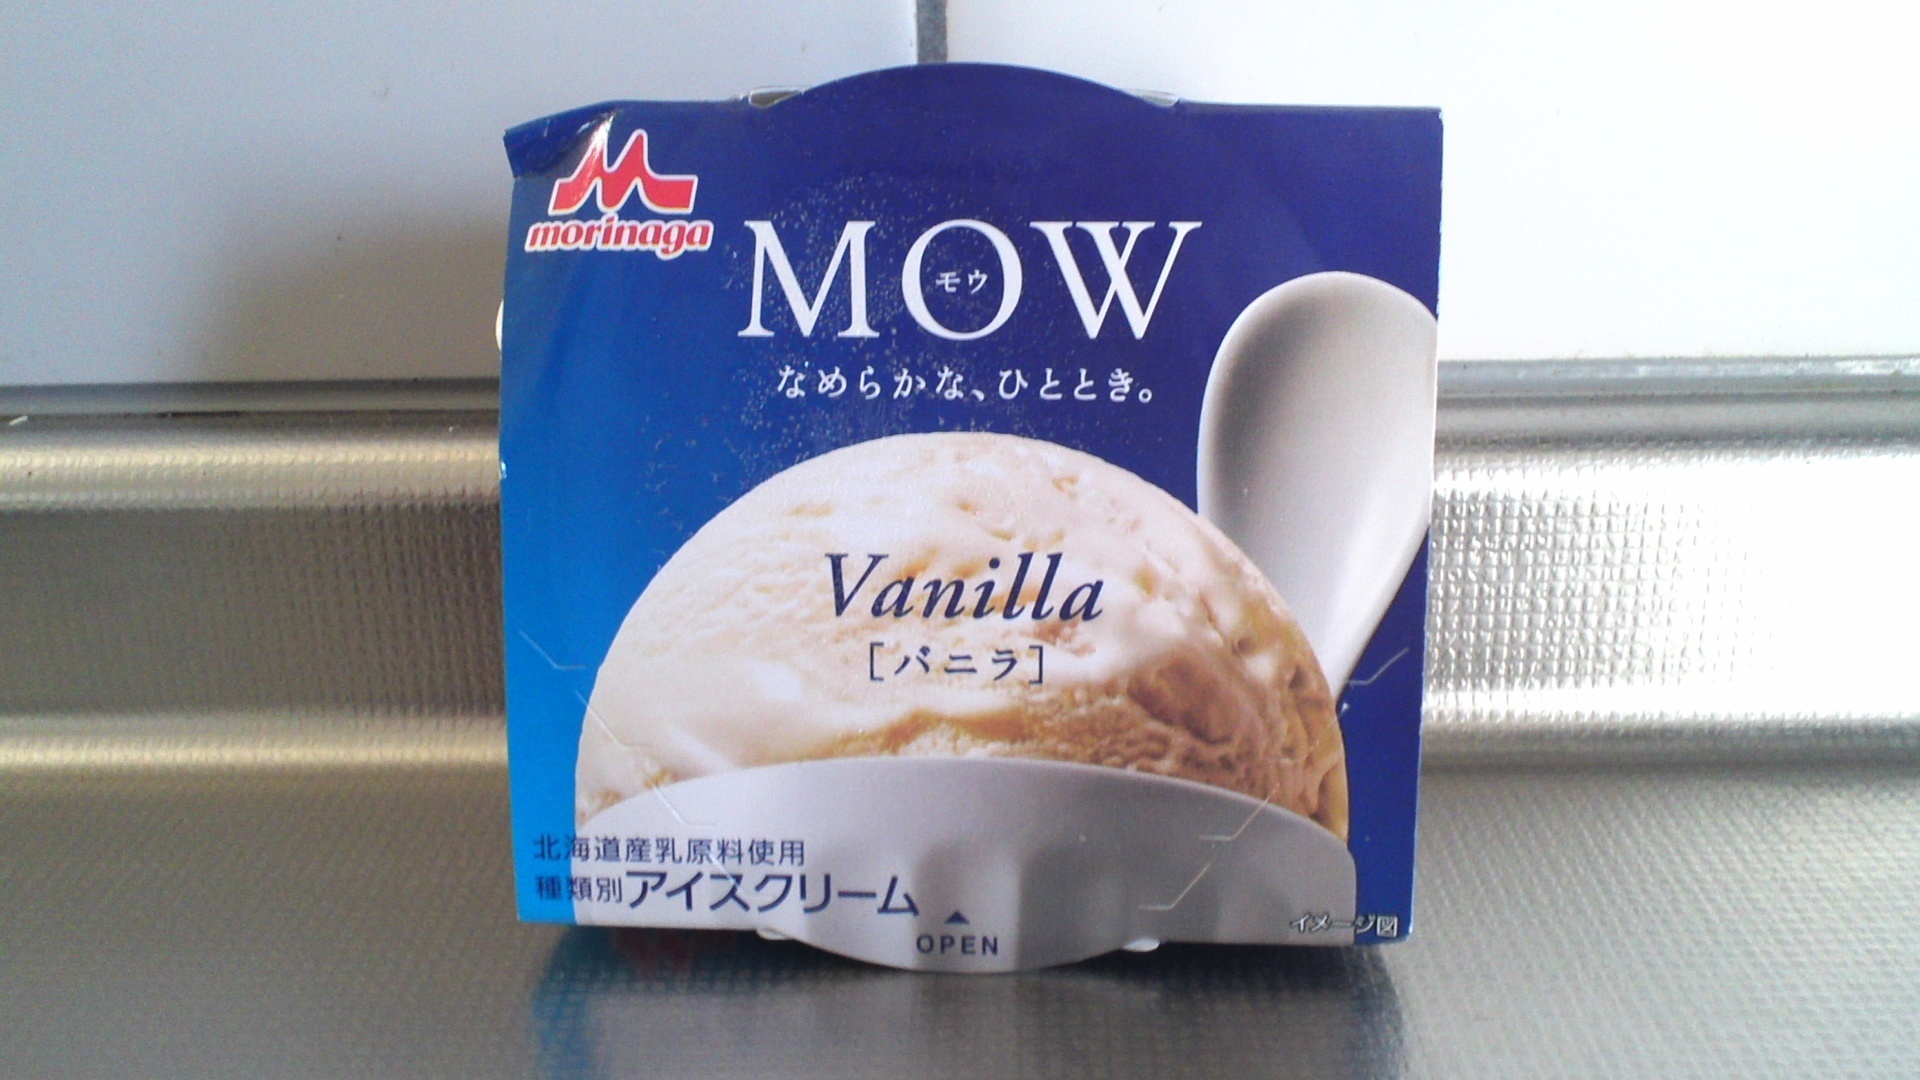 morinaga
MOW
モウ
なめらかな、ひととき。
Vanilla
[バニラ]
北海道産乳原料使用
種類別アイスクリーム
▲
OPEN
イメージ図